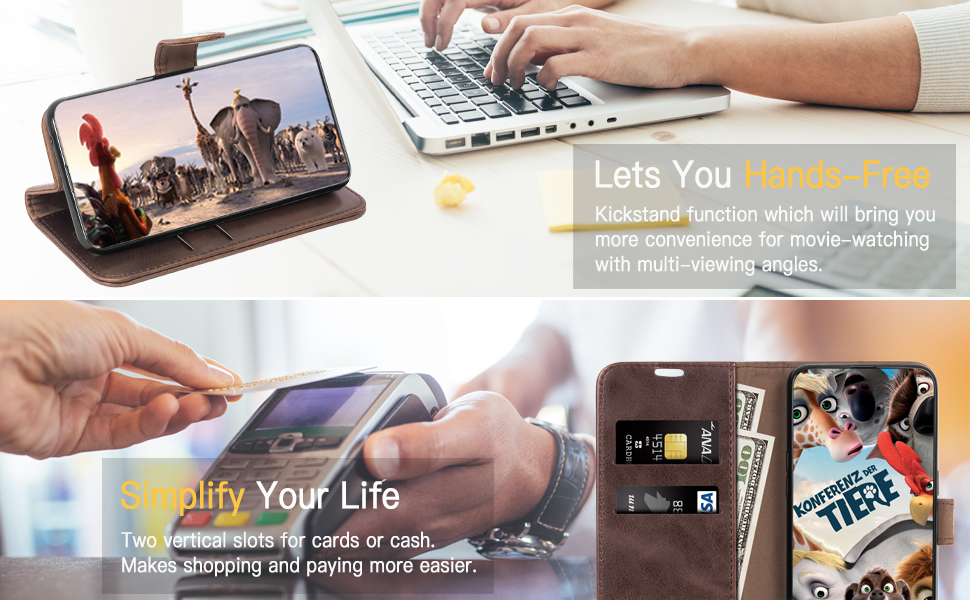 Lets You Hands-Free
Kickstand function which will bring you
more convenience for movie-watching
with multi-viewing angles.
Simplify Your Life
Two vertical slots for cards or cash.
Makes shopping and paying more easier.
KONFERENZ DER
TIERE
4514